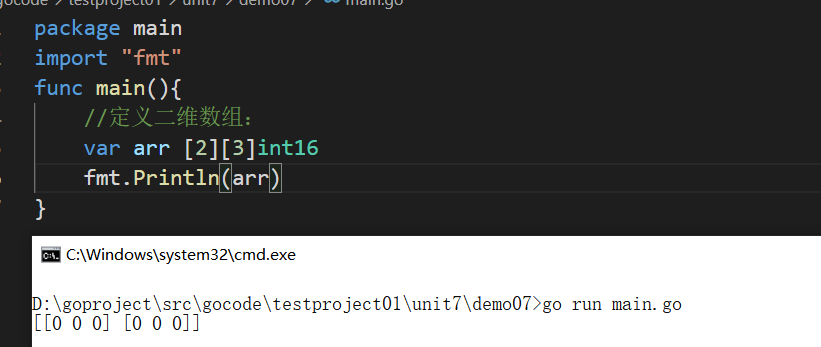 gocode > testproject01 > unit7 > demo07 > main.go
package main
import "fmt"
func main(){
//定义二维数组:
var arr [2][3]int16
fmt.Println(arr)
}
C:\Windows\system32\cmd.exe
D:\goproject\src\gocode\testproject01\unit7\demo07>go run main.go
[[0 0 0] [0 0 0]]